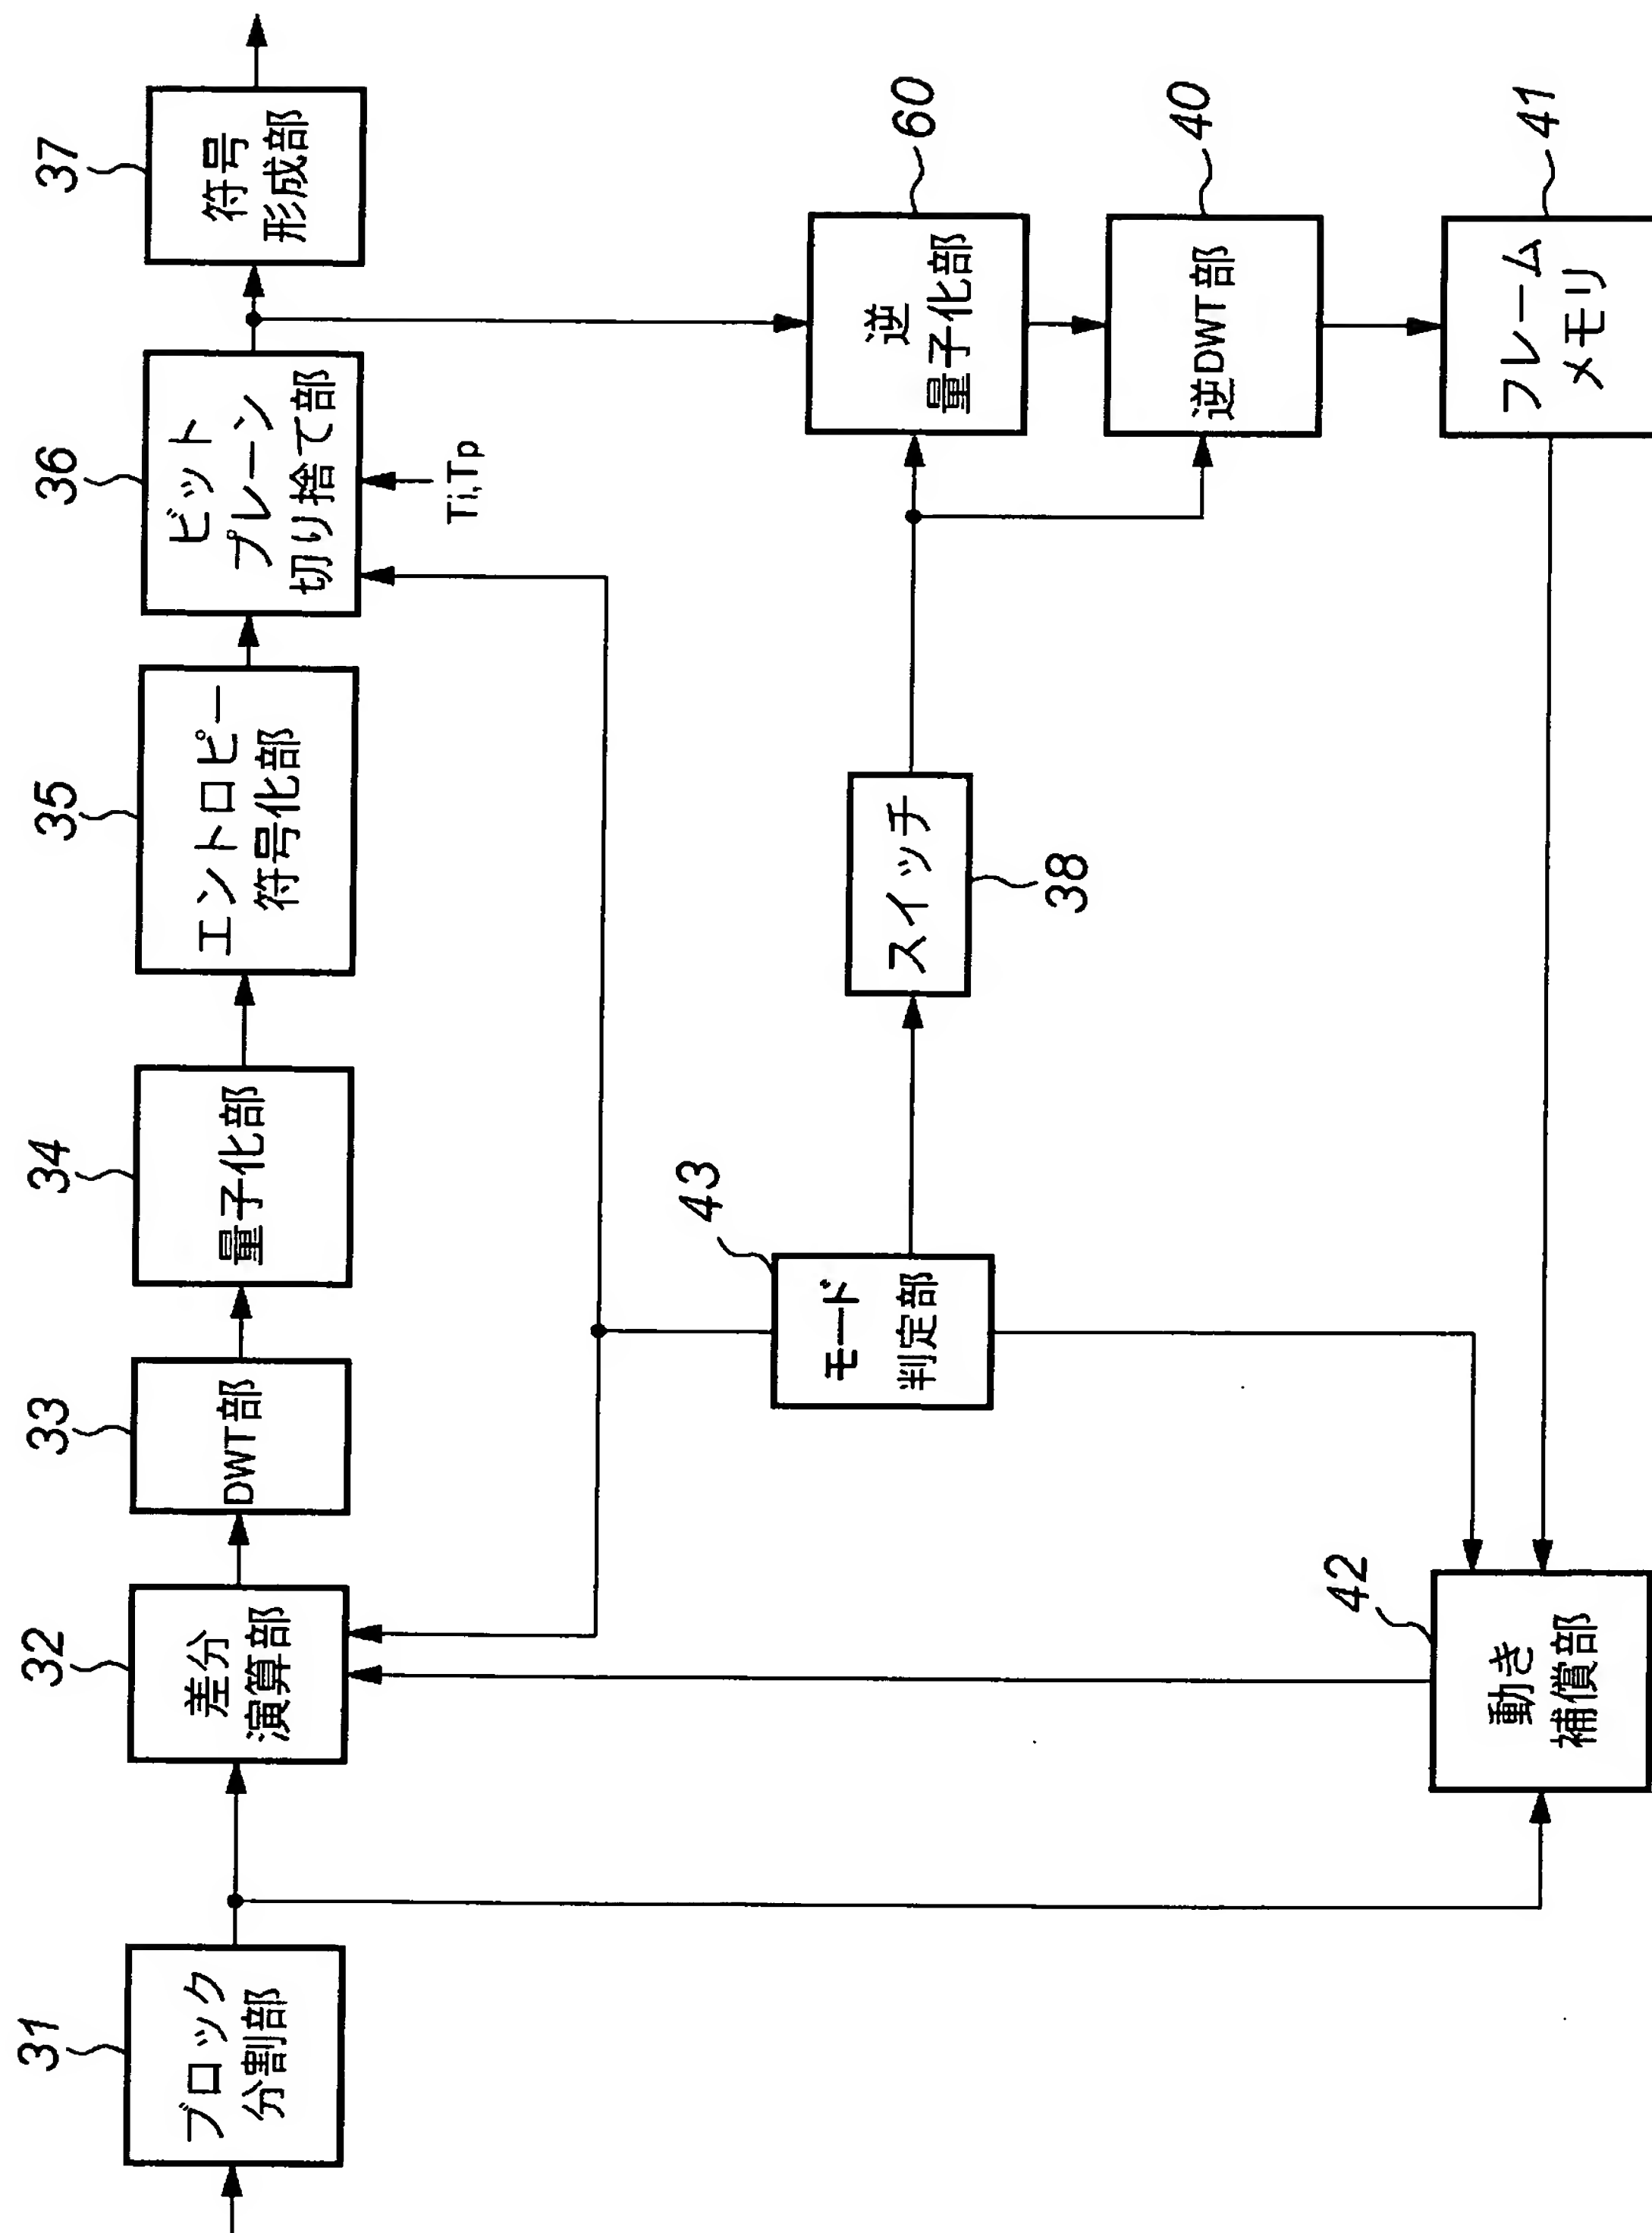 31
ブロック
分割部
32
差分
演算部
33
DWT部
34
量子化部
35
エントロピー
符号化部
36
ビット
プレーン
切り捨て部
Ti,Tp
37
符号
形成部
43
モード
判定部
スイッチ
38
60
逆
量子化部
40
逆DWT部
41
フレーム
メモリ
42
動き
補償部